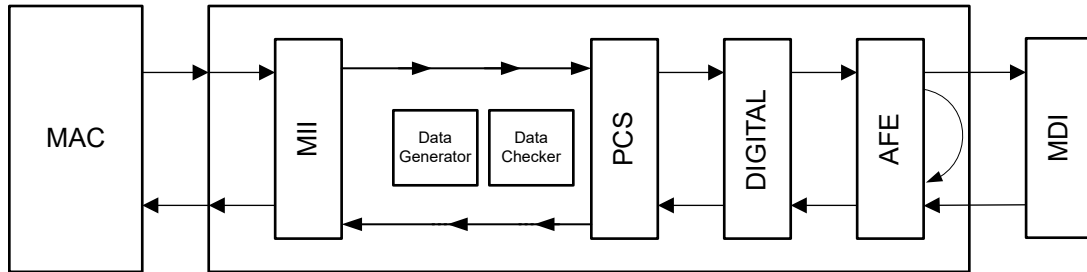 MAC
MII
Data
Generator
Data
Checker
PCS
DIGITAL
AFE
MDI